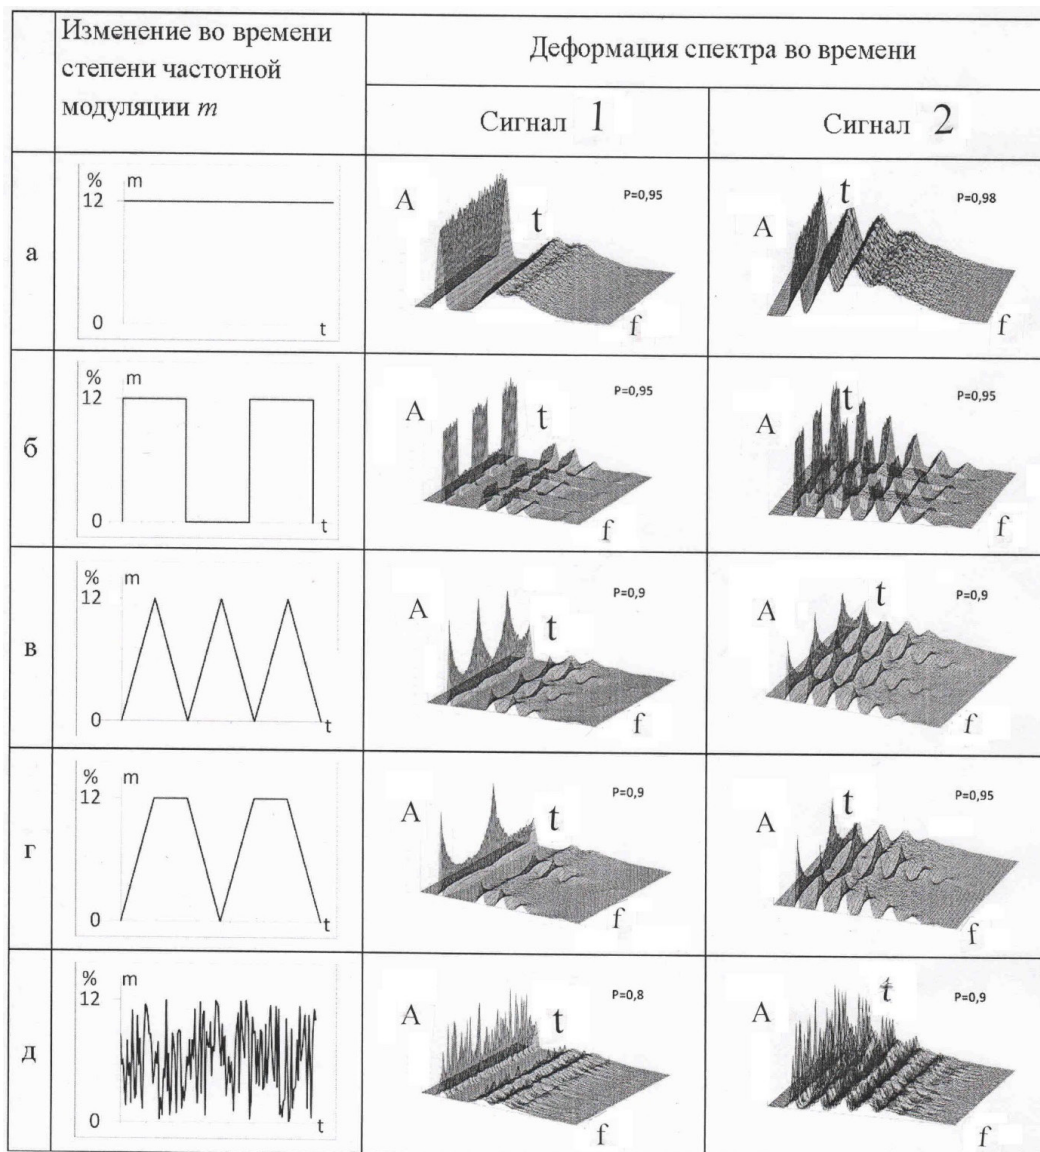 Изменение во времени
степени частотной
модуляции m
Деформация спектра во времени
Сигнал 1
Сигнал 2
а
% m
12
0
t
A
t
P=0,95
f
A
t
P=0,98
f
б
% m
12
0
t
A
t
P=0,95
f
A
t
P=0,95
f
в
% m
12
0
t
A
t
P=0,9
f
A
t
P=0,9
f
г
% m
12
0
t
A
t
P=0,9
f
A
t
P=0,95
f
д
% m
12
0
t
A
t
P=0,8
f
A
t
P=0,9
f